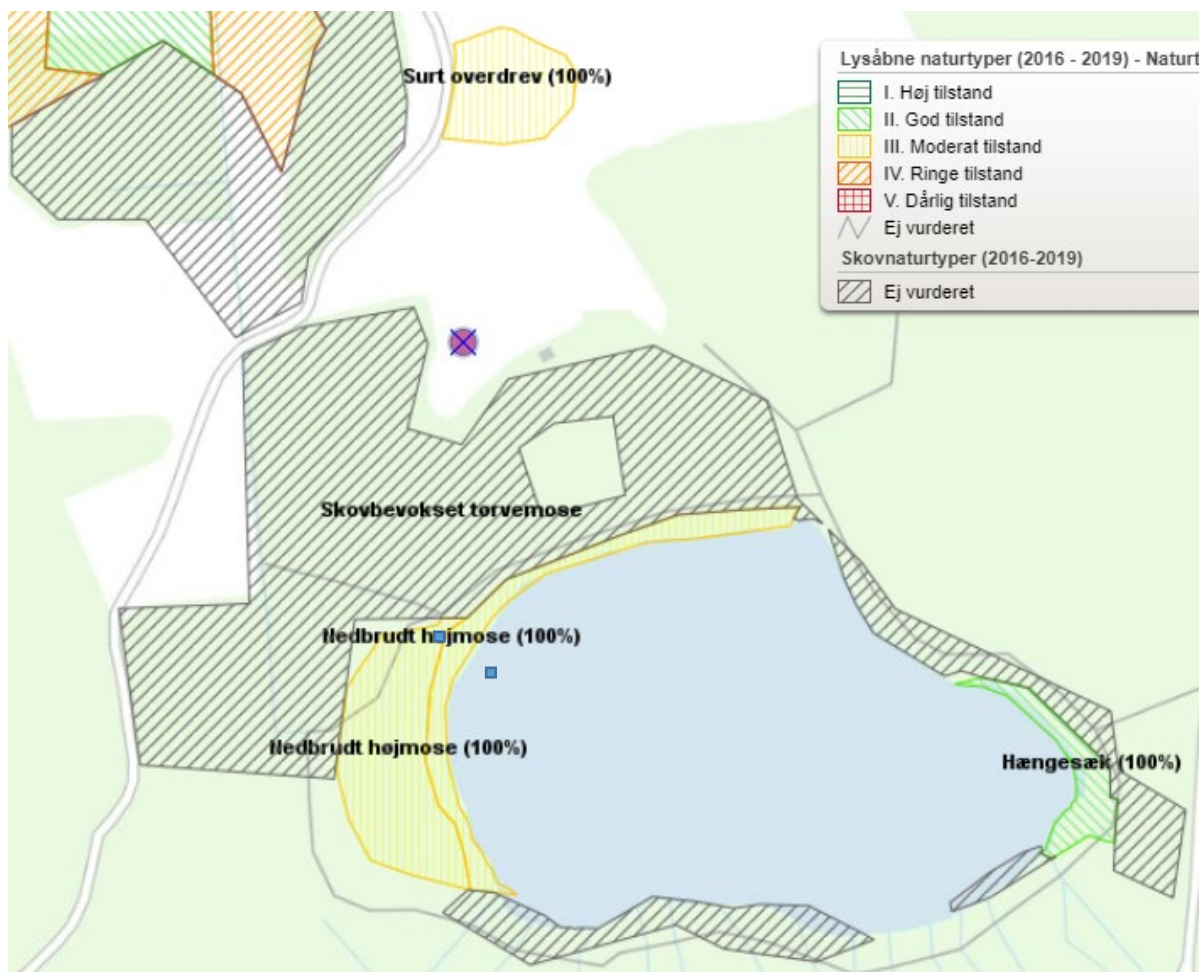 Surt overdrev (100%)
Lysåbne naturtyper (2016 - 2019) - Naturt
I. Høj tilstand
II. God tilstand
III. Moderat tilstand
IV. Ringe tilstand
V. Dårlig tilstand
Ej vurderet
Skovnaturtyper (2016-2019)
Ej vurderet
Skovbevokset tørvemose
Nedbrudt højmose (100%)
Nedbrudt højmose (100%)
Hængesæk (100%)